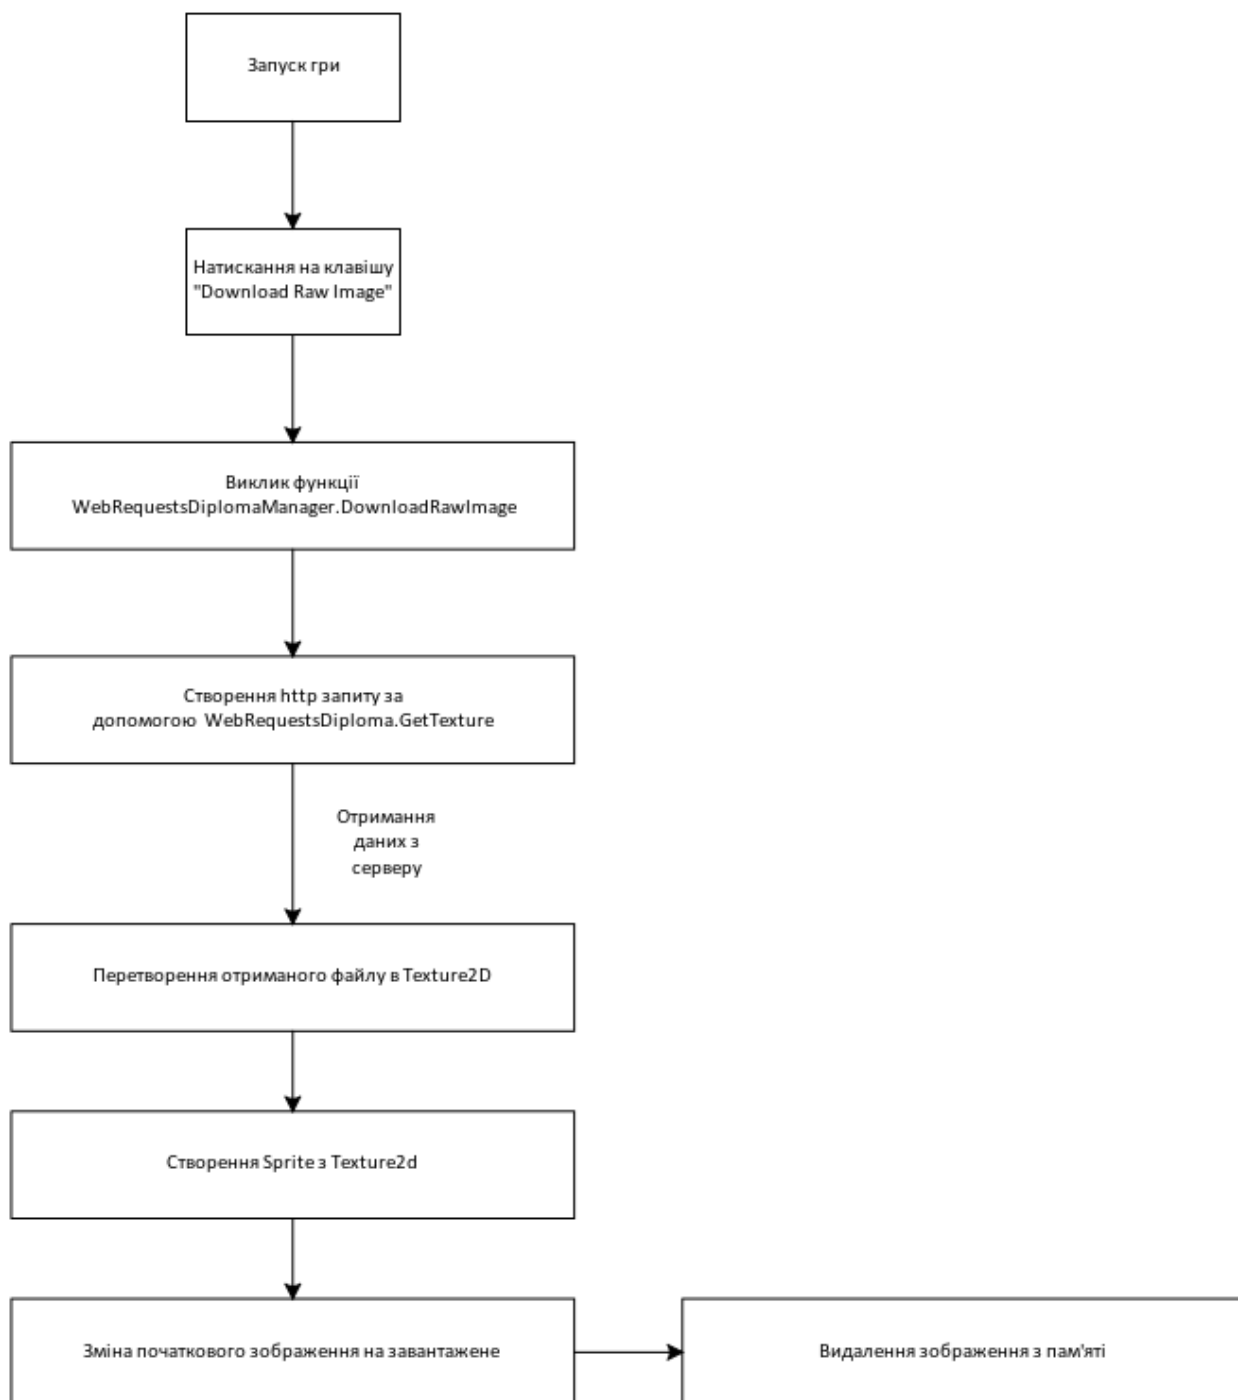 Запуск гри
Натискання на клавішу
"Download Raw Image"
Виклик функції
WebRequestsDiplomaManager.DownloadRawImage
Створення http запиту за
допомогою WebRequestsDiploma.GetTexture
Отримання
даних з
серверу
Перетворення отриманого файлу в Texture2D
Створення Sprite з Texture2d
Зміна початкового зображення на завантажене
Видалення зображення з пам'яті